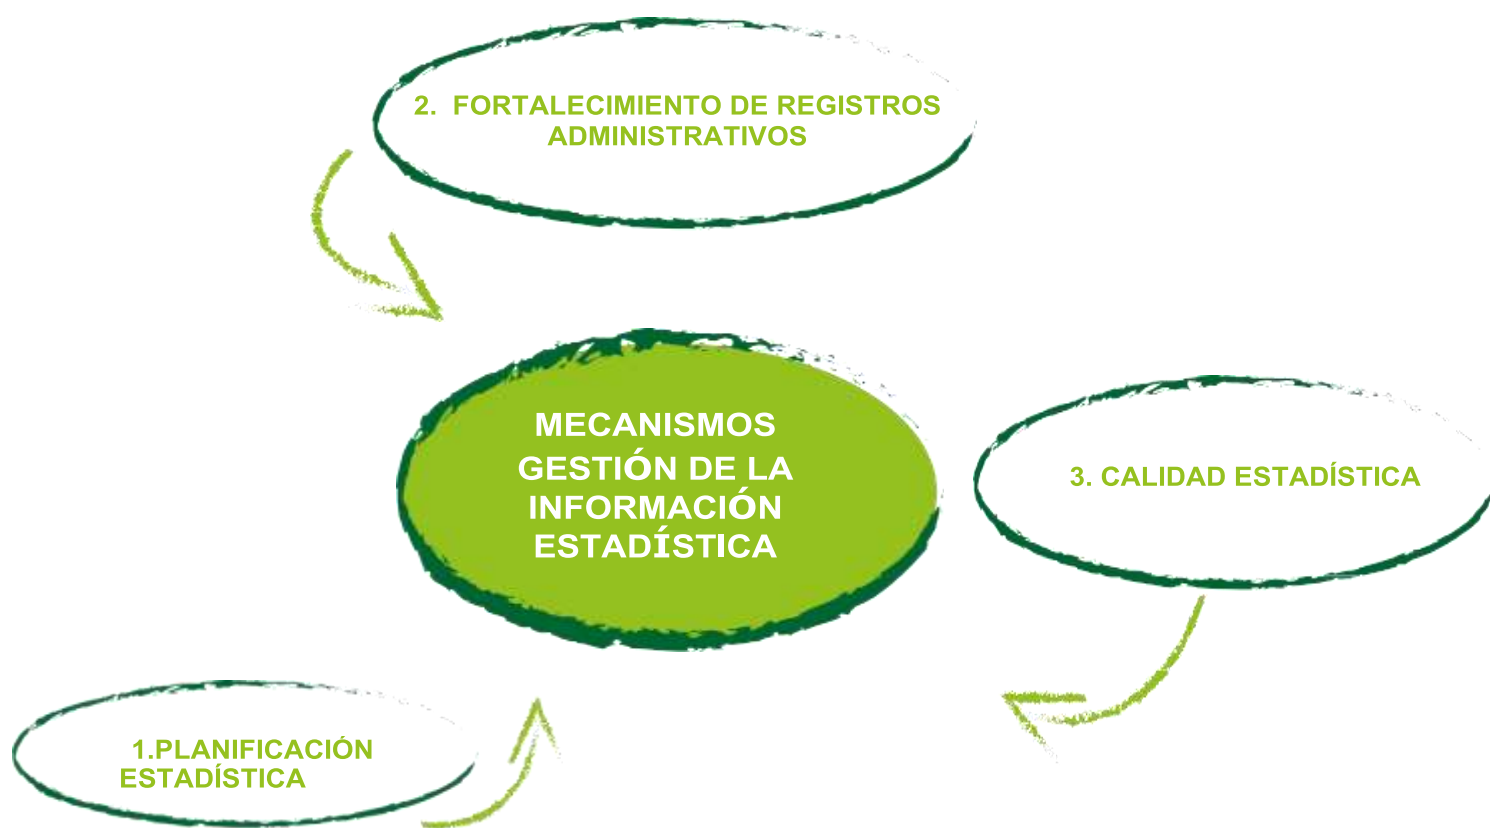 2. FORTALECIMIENTO DE REGISTROS
ADMINISTRATIVOS
MECANISMOS
GESTIÓN DE LA
INFORMACIÓN
ESTADÍSTICA
3. CALIDAD ESTADÍSTICA
1.PLANIFICACIÓN
ESTADÍSTICA